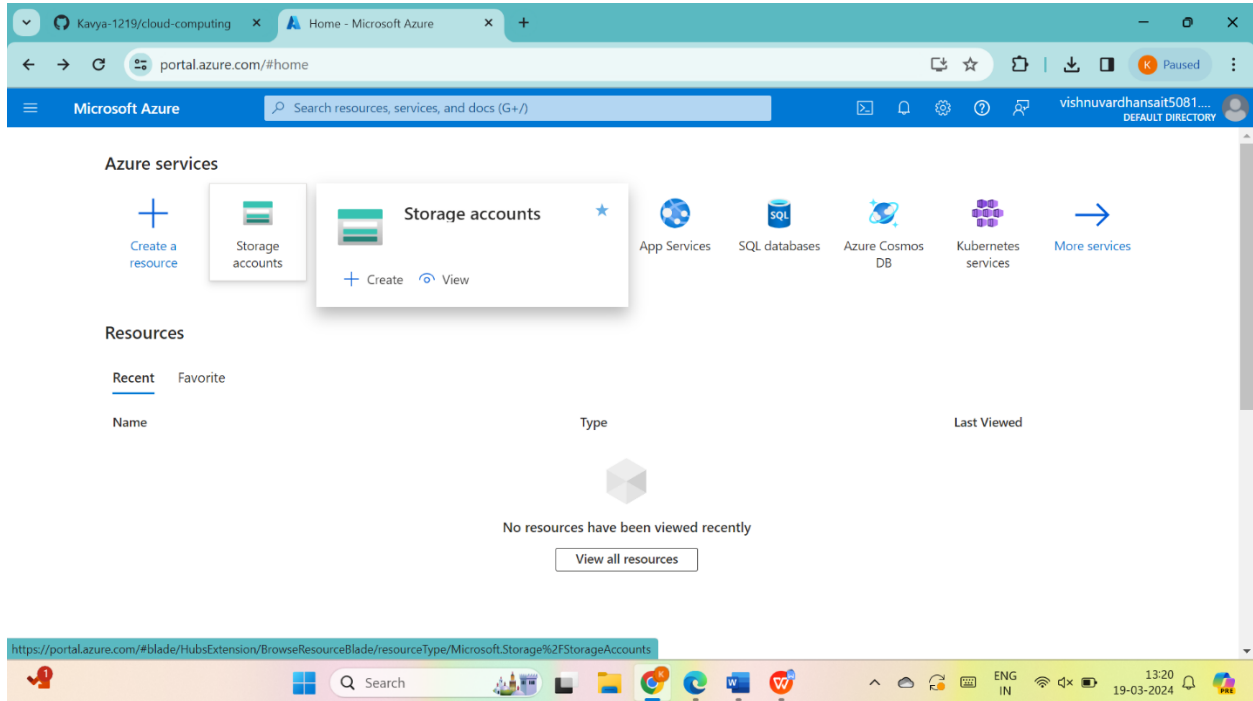 Kavya-1219/cloud-computing
Home - Microsoft Azure
portal.azure.com/#home
K Paused
Microsoft Azure
Search resources, services, and docs (G+/)
vishnuvardhansait5081....
DEFAULT DIRECTORY
Azure services
Create a
resource
Storage
accounts
Storage accounts
Create
View
App Services
SQL
SQL databases
Azure Cosmos
DB
Kubernetes
services
More services
Resources
Recent Favorite
Name Type Last Viewed
No resources have been viewed recently
View all resources
https://portal.azure.com/#blade/HubsExtension/BrowseResourceBlade/resourceType/Microsoft.Storage%2FStorageAccounts
1
Search
K
W
W
ENG
IN
13:20
19-03-2024
PRE